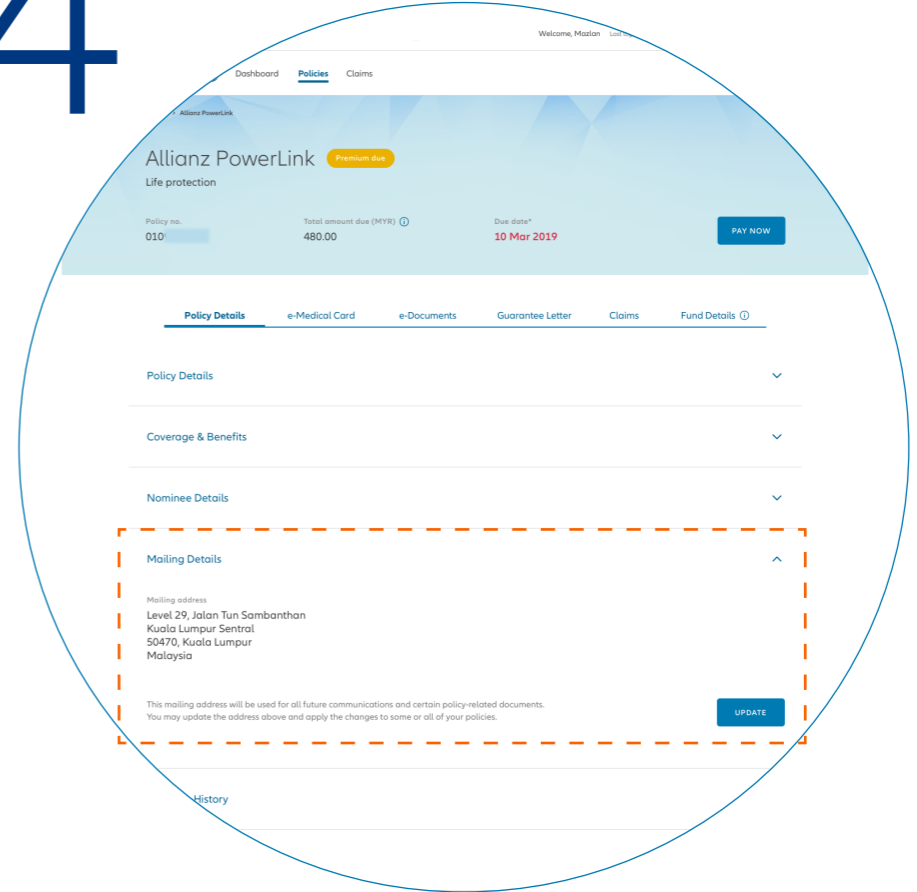 4
Welcome, Mazlan
Dashboard Policies Claims
Allianz PowerLink
Allianz PowerLink Premium due
Life protection
Policy no. Total amount due (MYR) Due date*
010 480.00 10 Mar 2019 PAY NOW
Policy Details e-Medical Card e-Documents Guarantee Letter Claims Fund Details
Policy Details
Coverage & Benefits
Nominee Details
Mailing Details
Mailing address
Level 29, Jalan Tun Sambanthan
Kuala Lumpur Sentral
50470, Kuala Lumpur
Malaysia
This mailing address will be used for all future communications and certain policy-related documents.
You may update the address above and apply the changes to some or all of your policies.
UPDATE
History